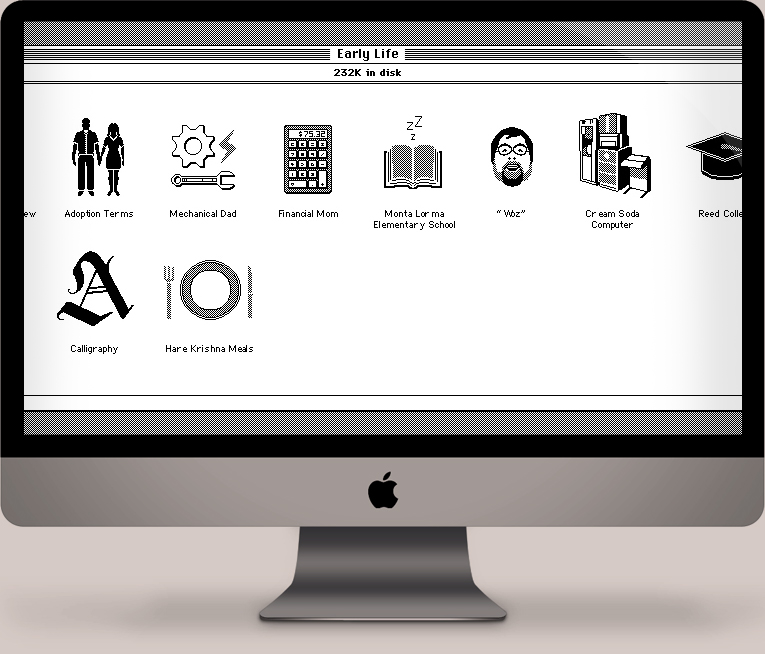 Early Life
232K in disk
$75.32
zZ
z
ew
Adoption Terms
Mechanical Dad
Financial Mom
Monta Lorma
Elementary School
"Woz"
Cream Soda
Computer
Reed Colle
A
Calligraphy
Hare Krishna Meals